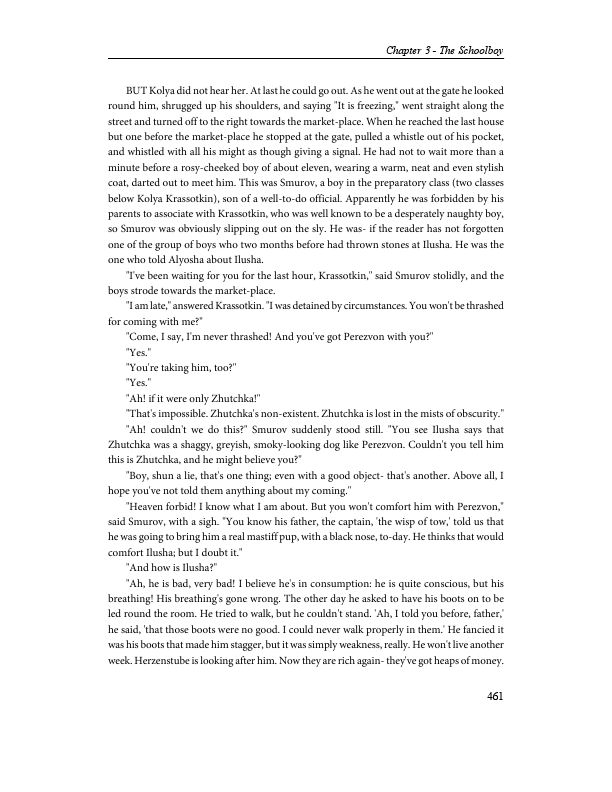 Chapter 3 - The Schoolboy
BUT Kolya did not hear her. At last he could go out. As he went out at the gate he looked
round him, shrugged up his shoulders, and saying "It is freezing," went straight along the
street and turned off to the right towards the market-place. When he reached the last house
but one before the market-place he stopped at the gate, pulled a whistle out of his pocket,
and whistled with all his might as though giving a signal. He had not to wait more than a
minute before a rosy-cheeked boy of about eleven, wearing a warm, neat and even stylish
coat, darted out to meet him. This was Smurov, a boy in the preparatory class (two classes
below Kolya Krassotkin), son of a well-to-do official. Apparently he was forbidden by his
parents to associate with Krassotkin, who was well known to be a desperately naughty boy,
so Smurov was obviously slipping out on the sly. He was- if the reader has not forgotten
one of the group of boys who two months before had thrown stones at Ilusha. He was the
one who told Alyosha about Ilusha.
"I've been waiting for you for the last hour, Krassotkin," said Smurov stolidly, and the
boys strode towards the market-place.
"I am late," answered Krassotkin. "I was detained by circumstances. You won't be thrashed
for coming with me?"
"Come, I say, I'm never thrashed! And you've got Perezvon with you?"
"Yes."
"You're taking him, too?"
"Yes."
"Ah! if it were only Zhutchka!"
"That's impossible. Zhutchka's non-existent. Zhutchka is lost in the mists of obscurity."
"Ah! couldn't we do this?" Smurov suddenly stood still. "You see Ilusha says that
Zhutchka was a shaggy, greyish, smoky-looking dog like Perezvon. Couldn't you tell him
this is Zhutchka, and he might believe you?"
"Boy, shun a lie, that's one thing; even with a good object- that's another. Above all, I
hope you've not told them anything about my coming."
"Heaven forbid! I know what I am about. But you won't comfort him with Perezvon,"
said Smurov, with a sigh. "You know his father, the captain, 'the wisp of tow,' told us that
he was going to bring him a real mastiff pup, with a black nose, to-day. He thinks that would
comfort Ilusha; but I doubt it."
"And how is Ilusha?"
"Ah, he is bad, very bad! I believe he's in consumption: he is quite conscious, but his
breathing! His breathing's gone wrong. The other day he asked to have his boots on to be
led round the room. He tried to walk, but he couldn't stand. 'Ah, I told you before, father,'
he said, 'that those boots were no good. I could never walk properly in them.' He fancied it
was his boots that made him stagger, but it was simply weakness, really. He won't live another
week. Herzenstube is looking after him. Now they are rich again- they've got heaps of money.
461